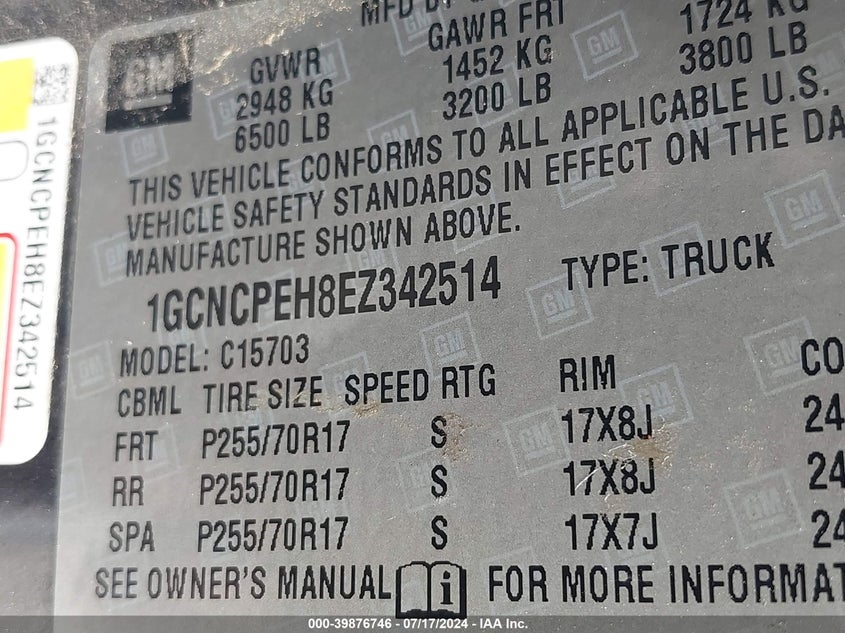 GM
MFD BY
GVWR GAWR FRT
2948 KG 1452 KG 1724 KG
6500 LB 3200 LB 3800 LB
THIS VEHICLE CONFORMS TO ALL APPLICABLE U.S.
VEHICLE SAFETY STANDARDS IN EFFECT ON THE DA
MANUFACTURE SHOWN ABOVE.
1GCNCPEH8EZ342514 TYPE: TRUCK
MODEL: C15703
CBML TIRE SIZE SPEED RTG RIM CO
FRT P255/70R17 S 17X8J 24
RR P255/70R17 S 17X8J 24
SPA P255/70R17 S 17X7J 24
SEE OWNER'S MANUAL i FOR MORE INFORMAT
1GCNCPEH8EZ342514
000-39876746 - 07/17/2024 - IAA Inc.